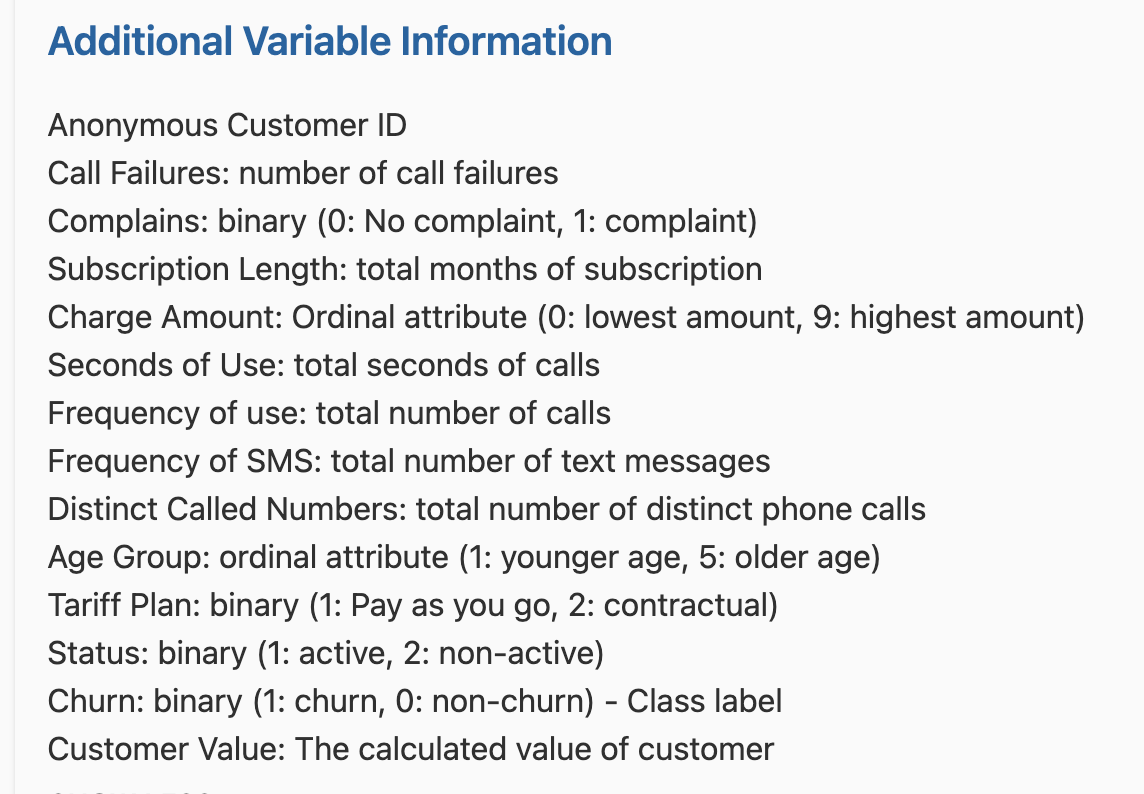 Additional Variable Information
Anonymous Customer ID
Call Failures: number of call failures
Complains: binary (0: No complaint, 1: complaint)
Subscription Length: total months of subscription
Charge Amount: Ordinal attribute (0: lowest amount, 9: highest amount)
Seconds of Use: total seconds of calls
Frequency of use: total number of calls
Frequency of SMS: total number of text messages
Distinct Called Numbers: total number of distinct phone calls
Age Group: ordinal attribute (1: younger age, 5: older age)
Tariff Plan: binary (1: Pay as you go, 2: contractual)
Status: binary (1: active, 2: non-active)
Churn: binary (1: churn, 0: non-churn) - Class label
Customer Value: The calculated value of customer